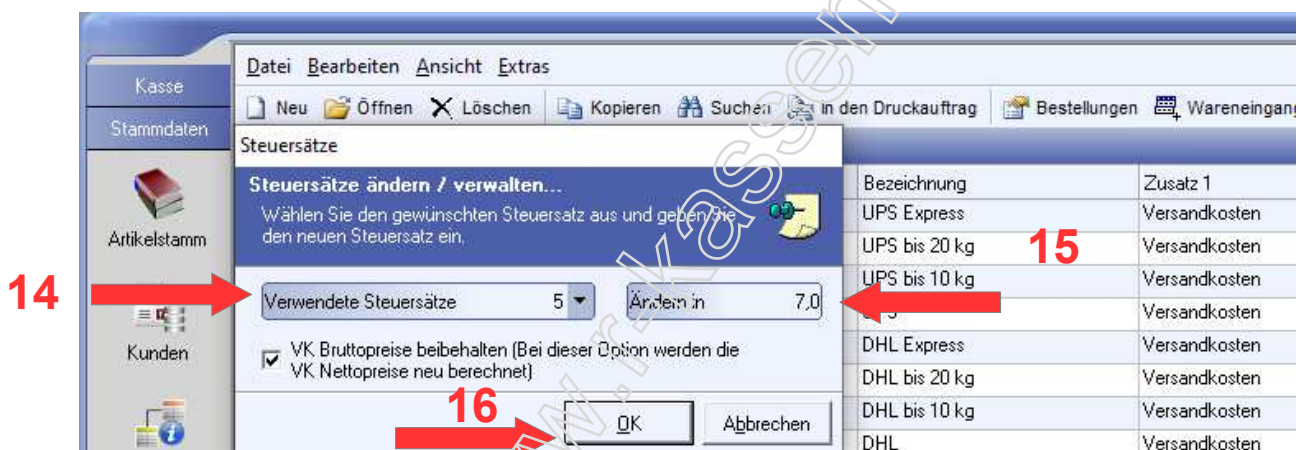 Datei Bearbeiten Ansicht Extras
Kasse
Neu Öffnen Löschen Kopieren Suchen in den Druckauftrag Bestellungen Wareneingang
Stammdaten
Steuersätze
Steuersätze ändern / verwalten...
Wählen Sie den gewünschten Steuersatz aus und geben Sie
den neuen Steuersatz ein.
Artikelstamm
Bezeichnung Zusatz 1
UPS Express Versandkosten
UPS bis 20 kg Versandkosten
15
UPS bis 10 kg Versandkosten
Versandkosten
DHL Express Versandkosten
DHL bis 20 kg Versandkosten
DHL bis 10 kg Versandkosten
DHL Versandkosten
14
Verwendete Steuersätze 5 Ändern in 7,0
Kunden
VK Bruttopreise beibehalten (Bei dieser Option werden die
VK Nettopreise neu berechnet)
16
OK Abbrechen